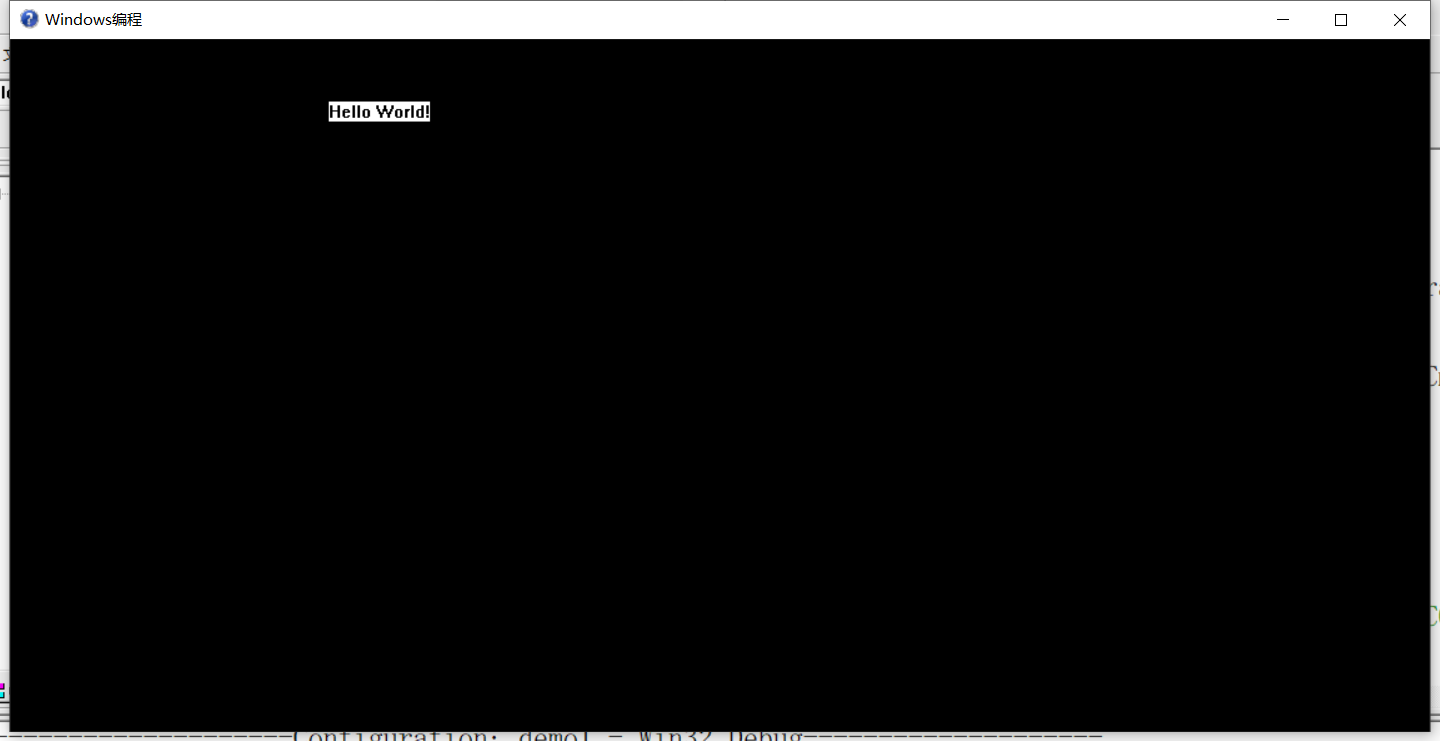 Windows编程
Hello World!
Configuration: demo1 - Win32 Debug